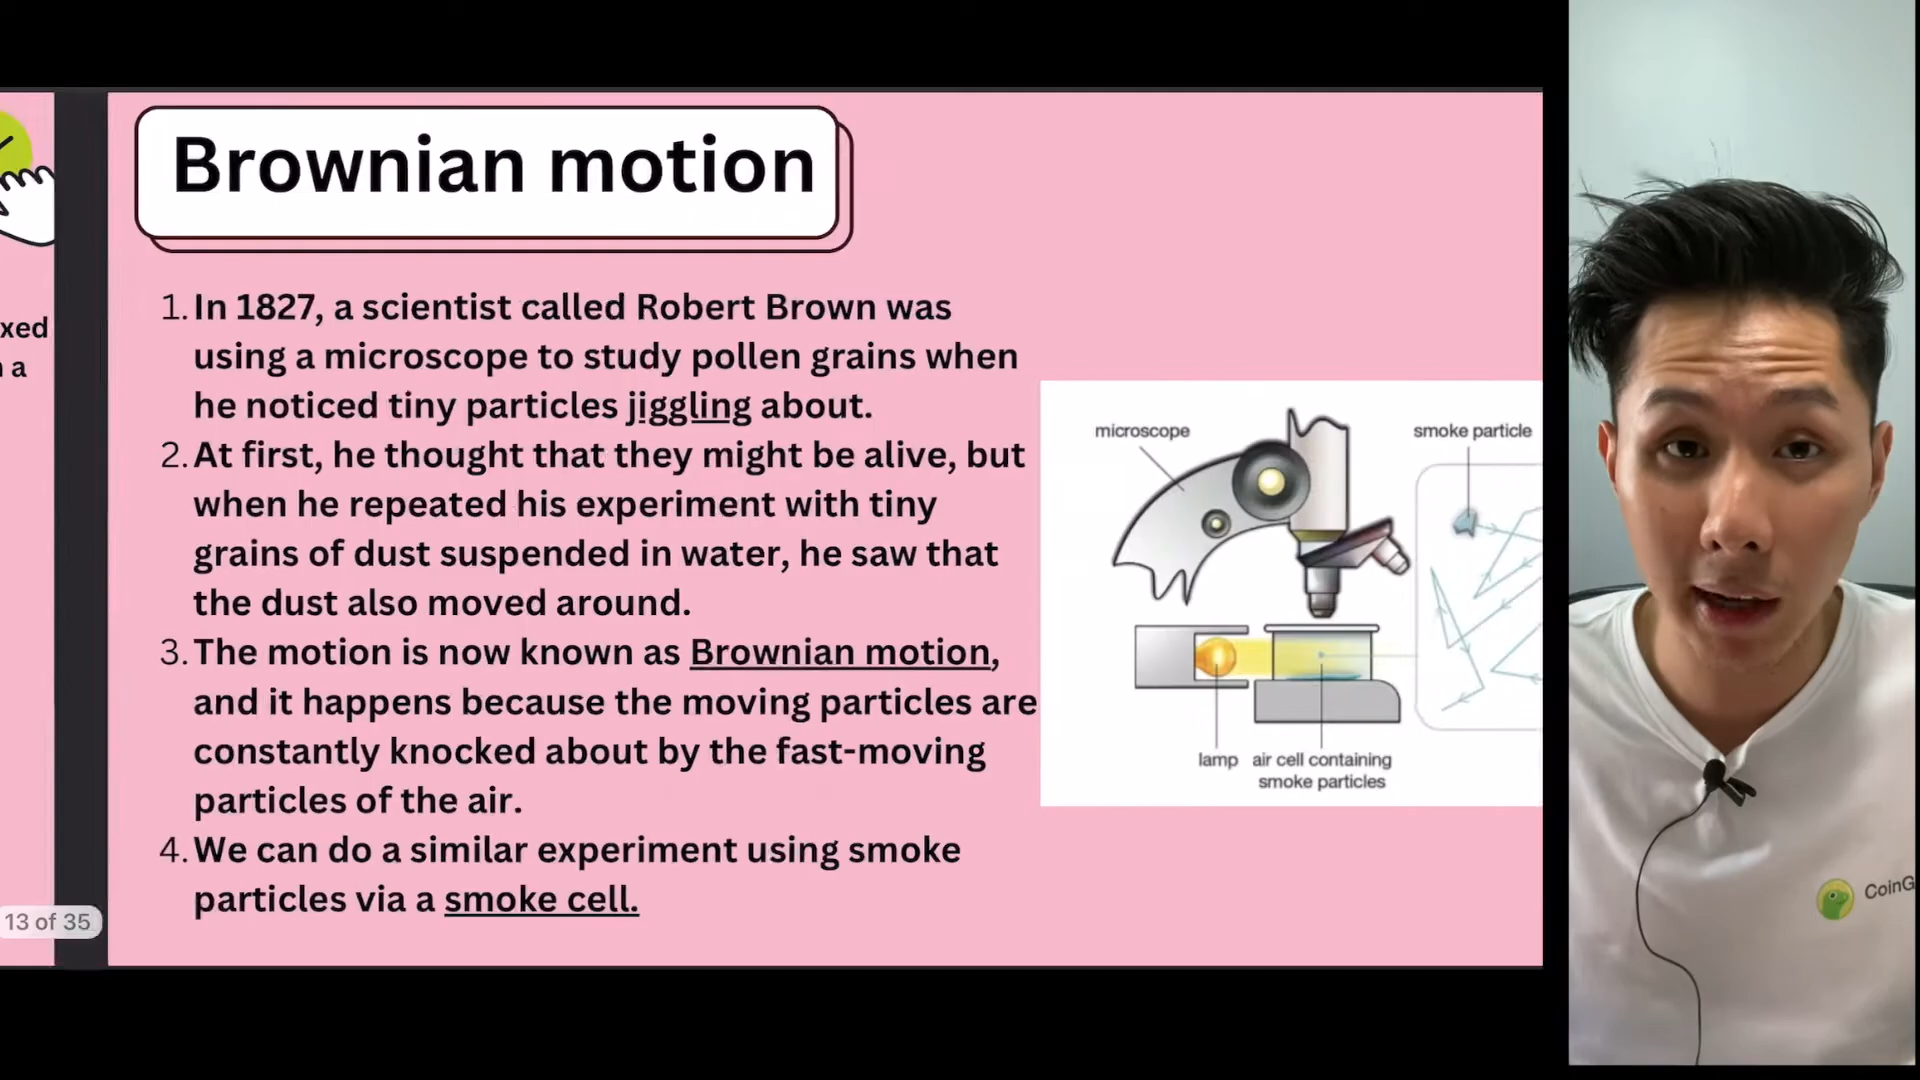 Brownian motion
1. In 1827, a scientist called Robert Brown was
using a microscope to study pollen grains when
he noticed tiny particles jiggling about.
2. At first, he thought that they might be alive, but
when he repeated his experiment with tiny
grains of dust suspended in water, he saw that
the dust also moved around.
3. The motion is now known as Brownian motion,
and it happens because the moving particles are
constantly knocked about by the fast-moving
particles of the air.
4. We can do a similar experiment using smoke
particles via a smoke cell.
microscope
smoke particle
lamp
air cell containing
smoke particles
xed
a
13 of 35
CoinG